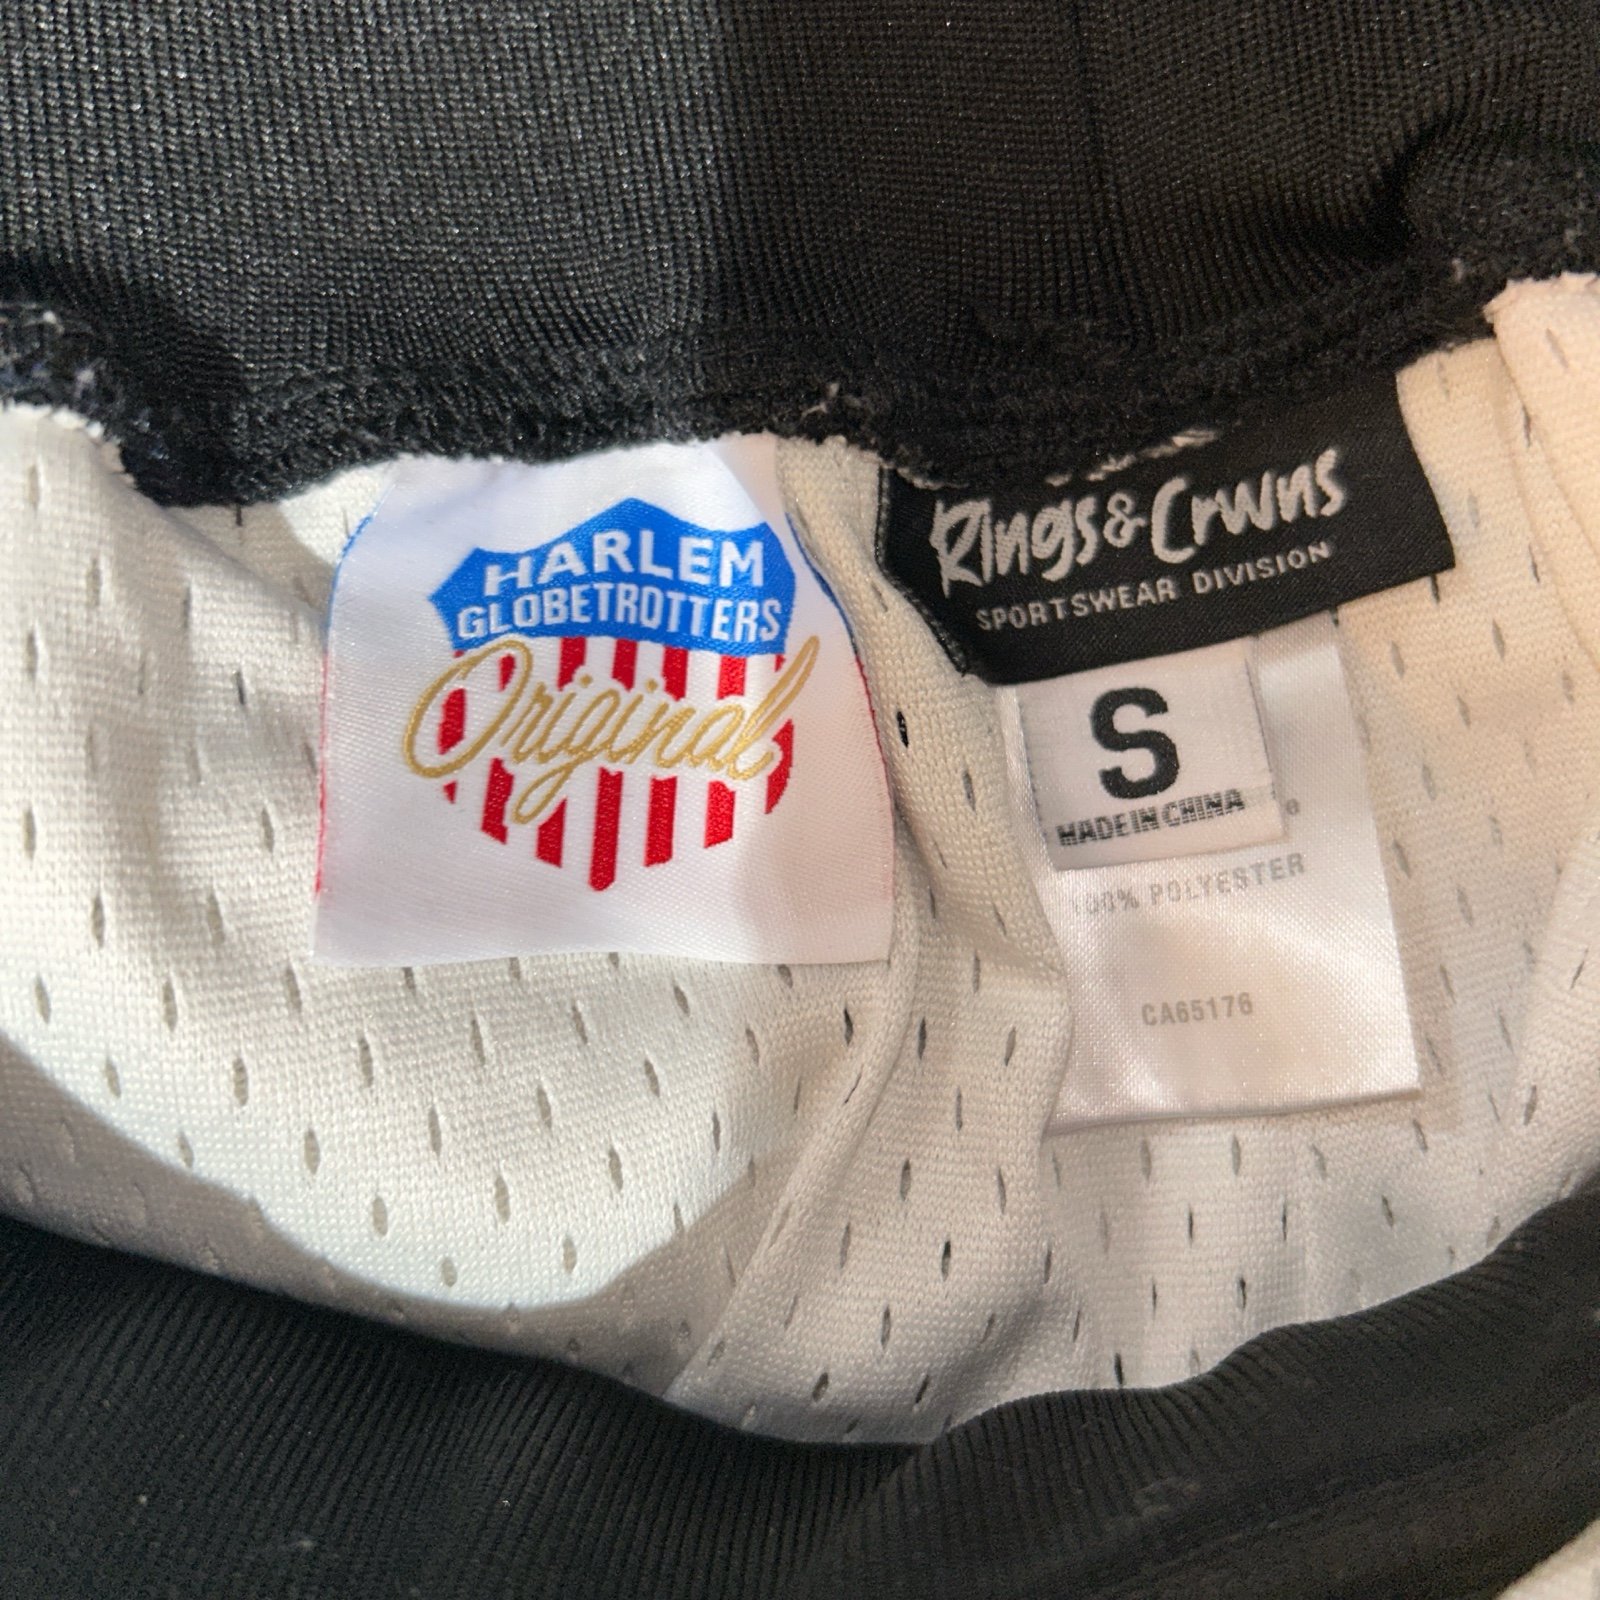 HARLEM
GLOBETROTTERS
Original
Rings & Crwns
SPORTSWEAR DIVISION
S
MADE IN CHINA
100% POLYESTER
CA65176